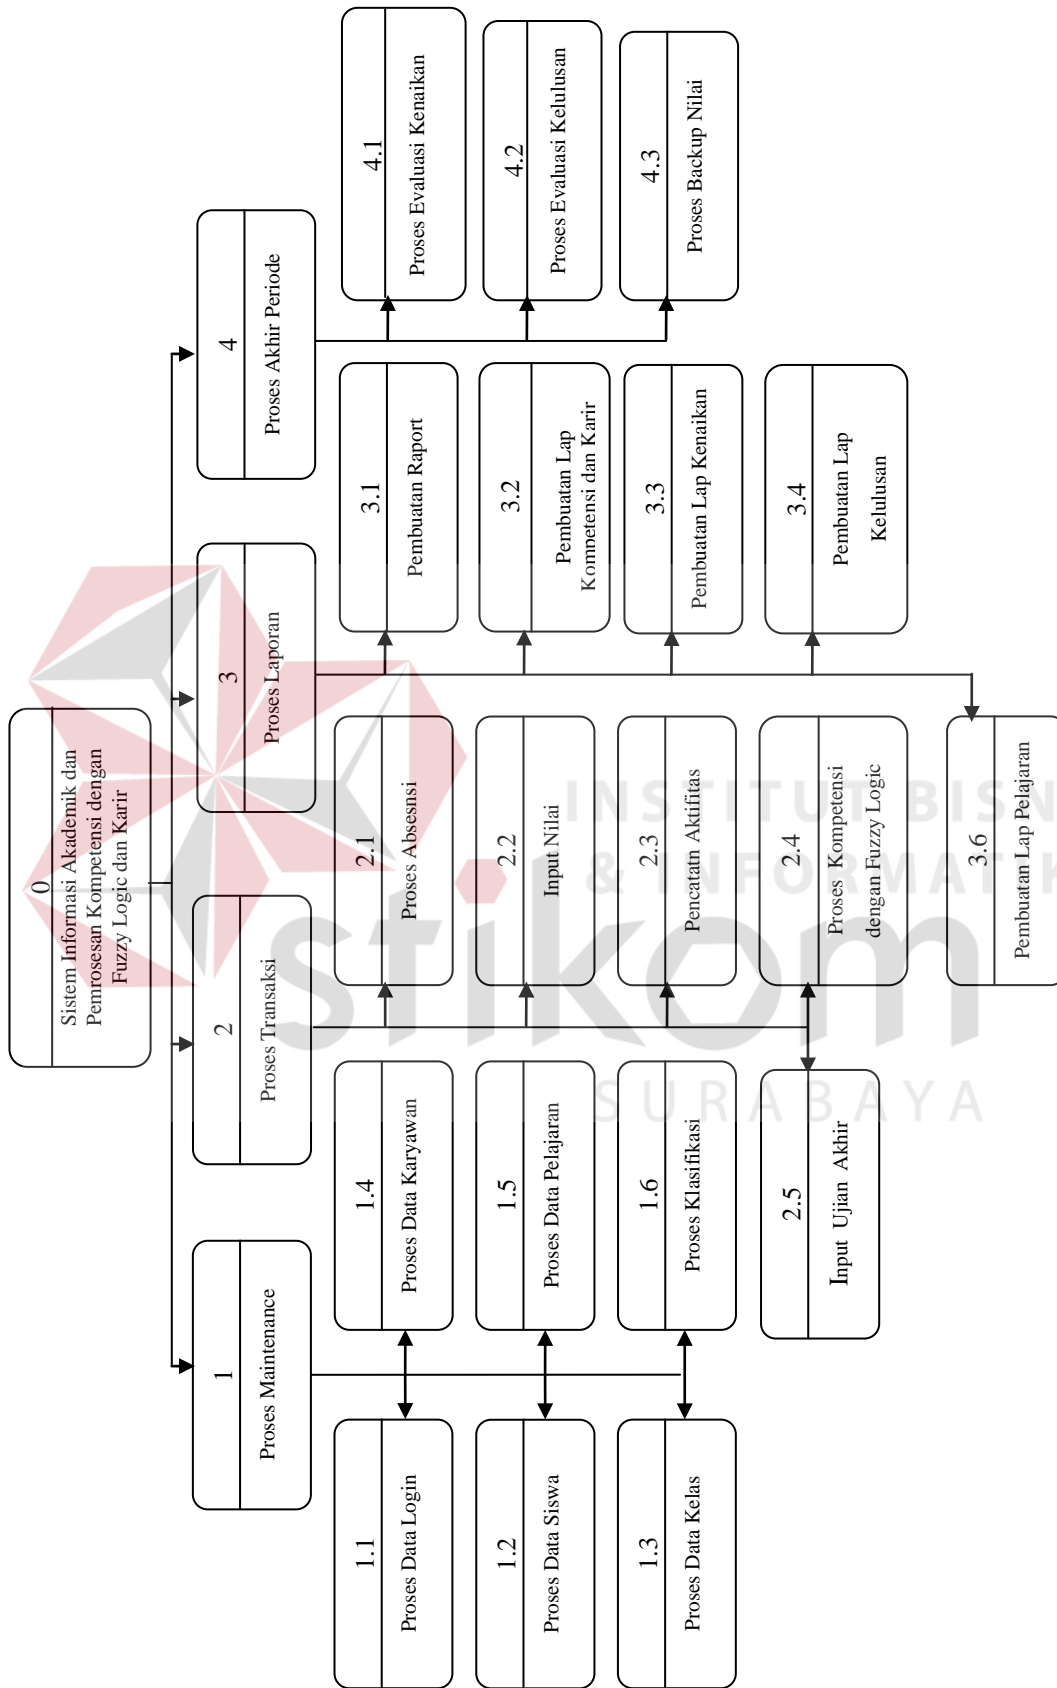 0
Sistem Informasi Akademik dan
Pemrosesan Kompetensi dengan
Fuzzy Logic dan Karir
1
Proses Maintenance
2
Proses Transaksi
3
Proses Laporan
4
Proses Akhir Periode
1.1
Proses Data Login
1.4
Proses Data Karyawan
2.1
Proses Absesnsi
3.1
Pembuatan Raport
4.1
Proses Evaluasi Kenaikan
1.2
Proses Data Siswa
1.5
Proses Data Pelajaran
2.2
Input Nilai
3.2
Pembuatan Lap
Kompetensi dan Karir
4.2
Proses Evaluasi Kelulusan
1.3
Proses Data Kelas
1.6
Proses Klasifikasi
2.3
Pencatatn Aktifitas
3.3
Pembuatan Lap Kenaikan
4.3
Proses Backup Nilai
2.5
Input Ujian Akhir
2.4
Proses Kompetensi
dengan Fuzzy Logic
3.4
Pembuatan Lap
Kelulusan
3.6
Pembuatan Lap Pelajaran
INSTITUT BISN
& INFORMATIK
stikom
SURABAYA